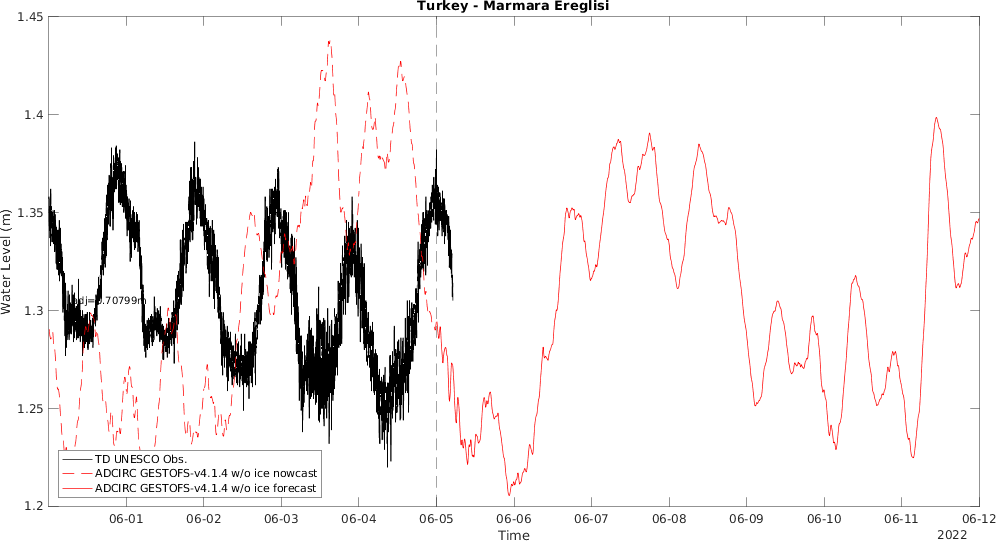 Turkey - Marmara Ereglisi
1.45
1.4
1.35
1.3
1.25
1.2
Water Level (m)
TD UNESCO Obs.
ADCIRC GESTOFS-v4.1.4 w/o ice nowcast
ADCIRC GESTOFS-v4.1.4 w/o ice forecast
06-01 06-02 06-03 06-04 06-05 06-06 06-07 06-08 06-09 06-10 06-11 06-12
Time
2022